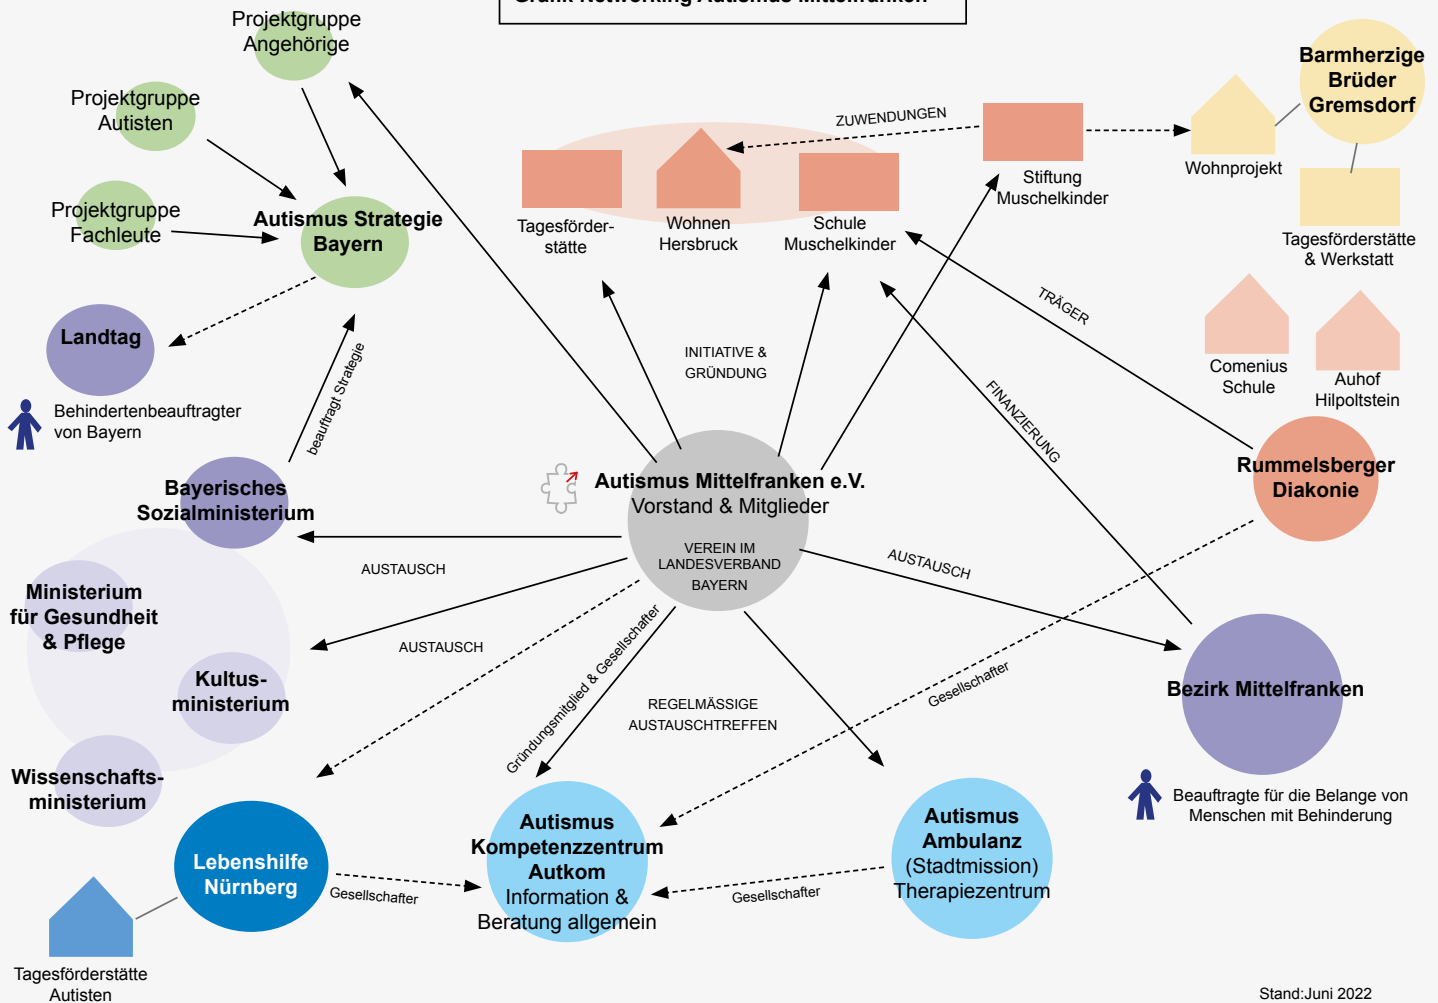 Grafik Networking Autismus Mittelfranken
Projektgruppe
Angehörige
Projektgruppe
Autisten
Projektgruppe
Fachleute
Autismus Strategie
Bayern
Landtag
Behindertenbeauftragter
von Bayern
beauftragt Strategie
Bayerisches
Sozialministerium
Ministerium
für Gesundheit
& Pflege
Kultus-
ministerium
Wissenschafts-
ministerium
Lebenshilfe
Nürnberg
Tagesförderstätte
Autisten
ZUWENDUNGEN
Tagesförder-
stätte
Wohnen
Hersbruck
Schule
Muschelkinder
Stiftung
Muschelkinder
Wohnprojekt
Barmherzige
Brüder
Gremsdorf
Tagesförderstätte
& Werkstatt
TRÄGER
Comenius
Schule
Auhof
Hilpoltstein
INITIATIVE &
GRÜNDUNG
FINANZIERUNG
Rummelsberger
Diakonie
Autismus Mittelfranken e.V.
Vorstand & Mitglieder
VEREIN IM
LANDESVERBAND
BAYERN
AUSTAUSCH
AUSTAUSCH
AUSTAUSCH
Gründungsmitglied & Gesellschafter
REGELMÄSSIGE
AUSTAUSCHTREFFEN
Gesellschafter
Bezirk Mittelfranken
Beauftragte für die Belange von
Menschen mit Behinderung
Autismus
Kompetenzzentrum
Autkom
Information &
Beratung allgemein
Gesellschafter
Gesellschafter
Autismus
Ambulanz
(Stadtmission)
Therapiezentrum
Stand:Juni 2022